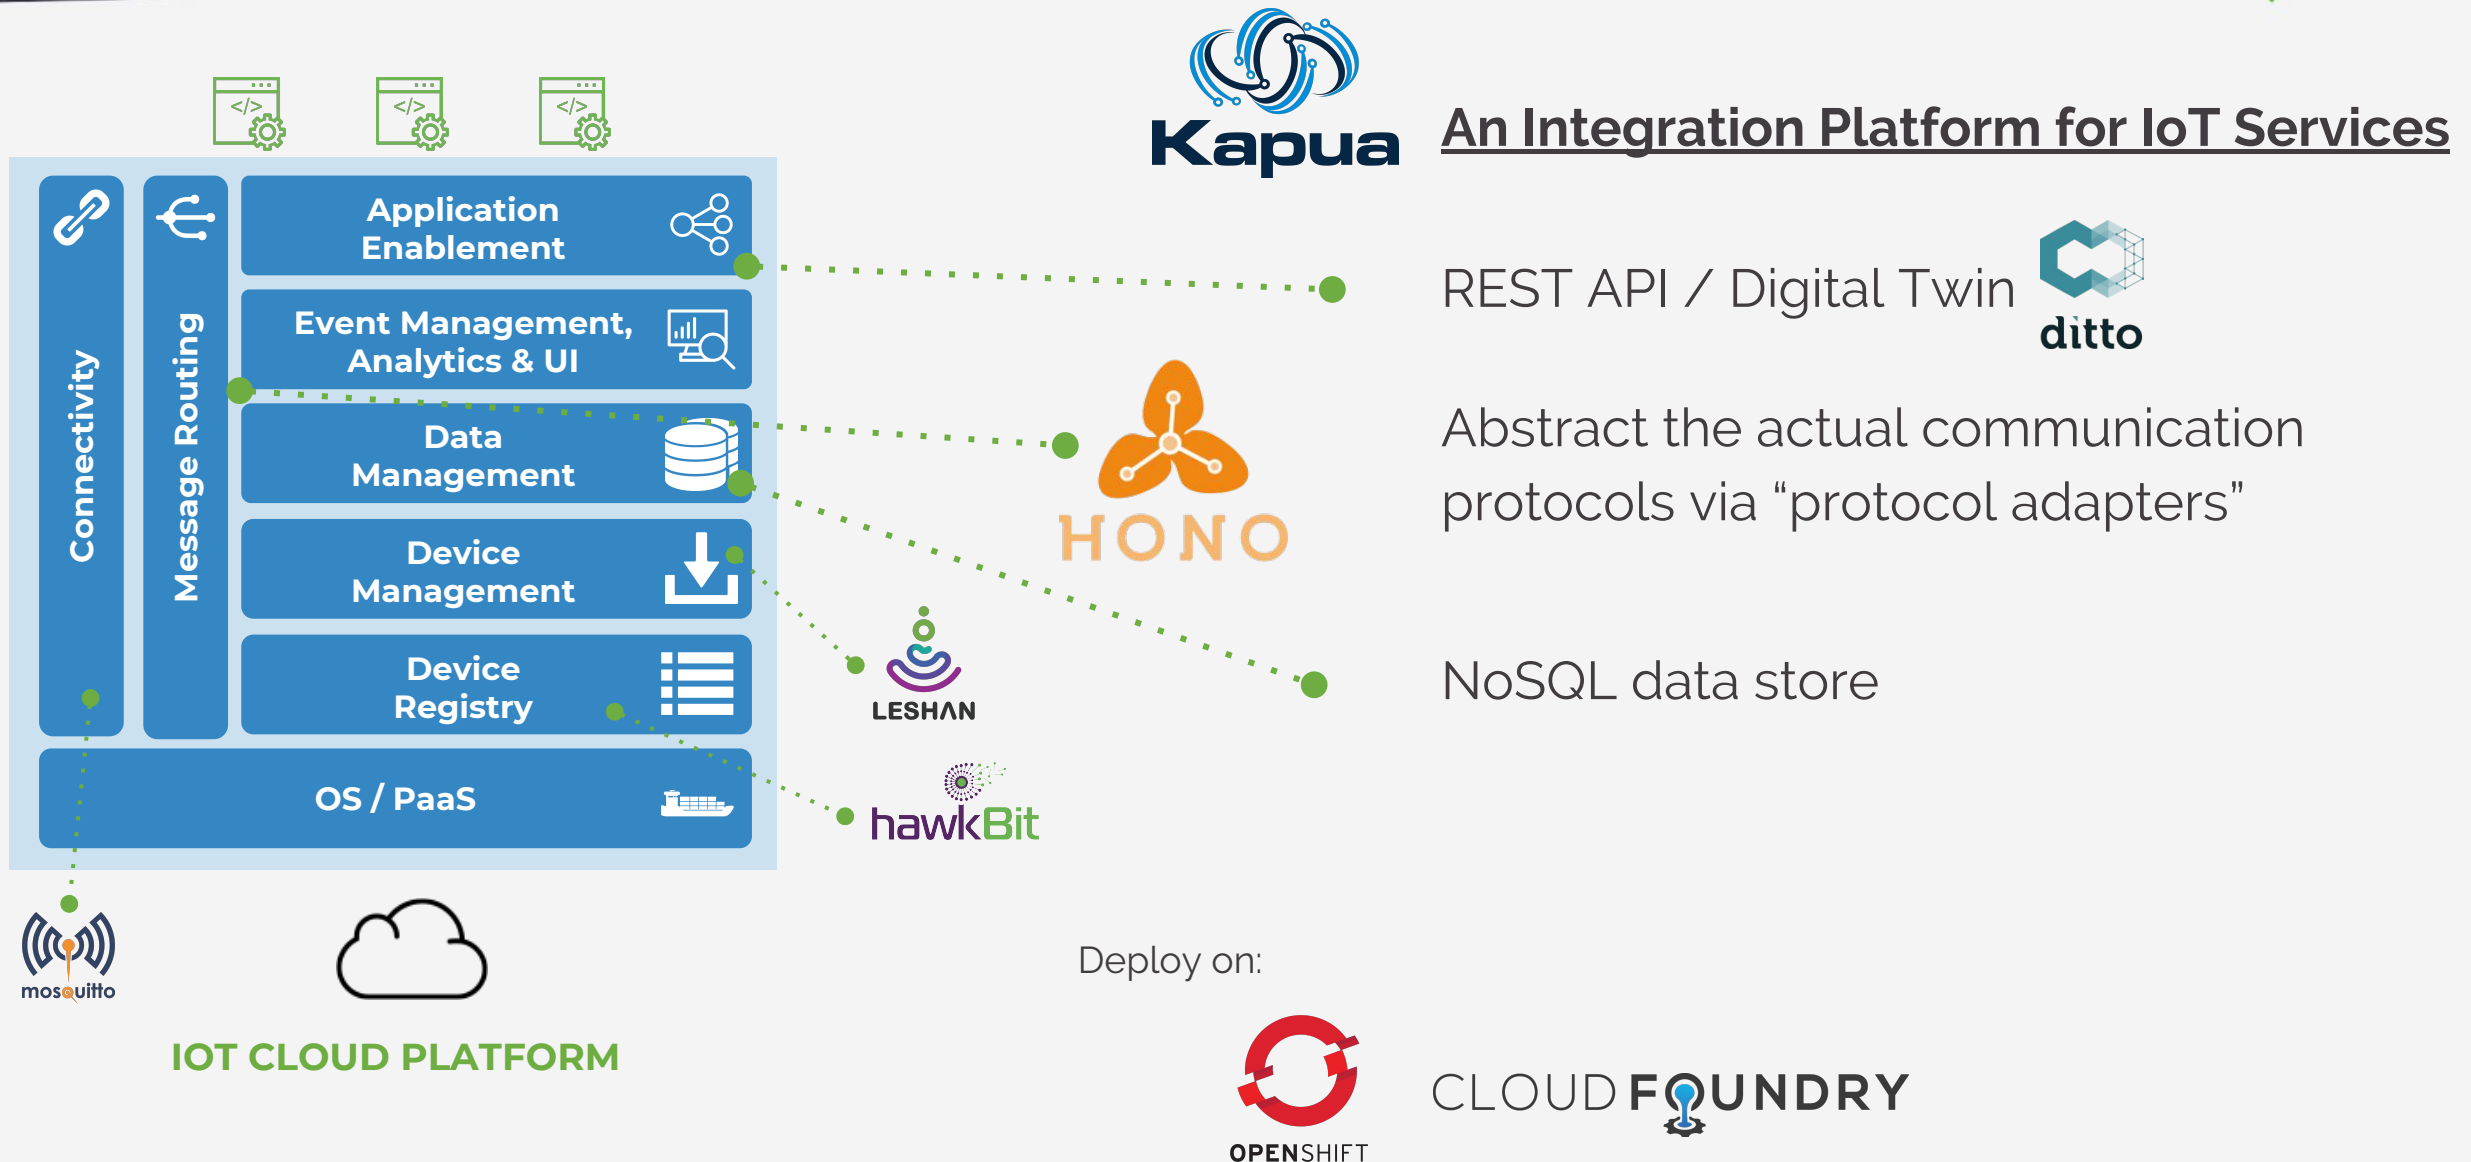 </>
</>
</>
Kapua
An Integration Platform for IoT Services
Connectivity
Message Routing
Application
Enablement
Event Management,
Analytics & UI
Data
Management
Device
Management
Device
Registry
OS / PaaS
REST API / Digital Twin
ditto
HONO
Abstract the actual communication
protocols via “protocol adapters”
LESHAN
NoSQL data store
hawkBit
mosquitto
IOT CLOUD PLATFORM
Deploy on:
OPENSHIFT
CLOUD FOUNDRY